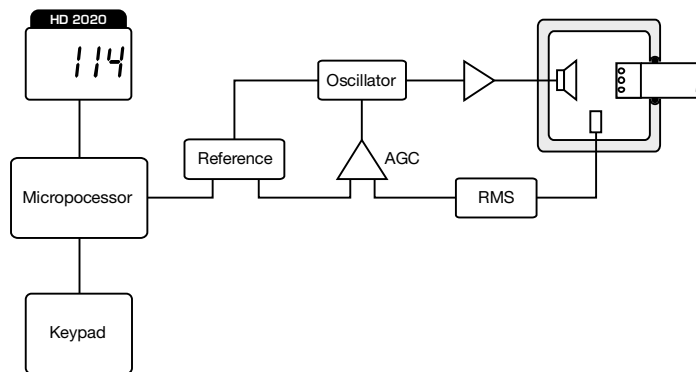 HD 2020
114
Oscillator
Reference
AGC
Micropocessor
RMS
Keypad